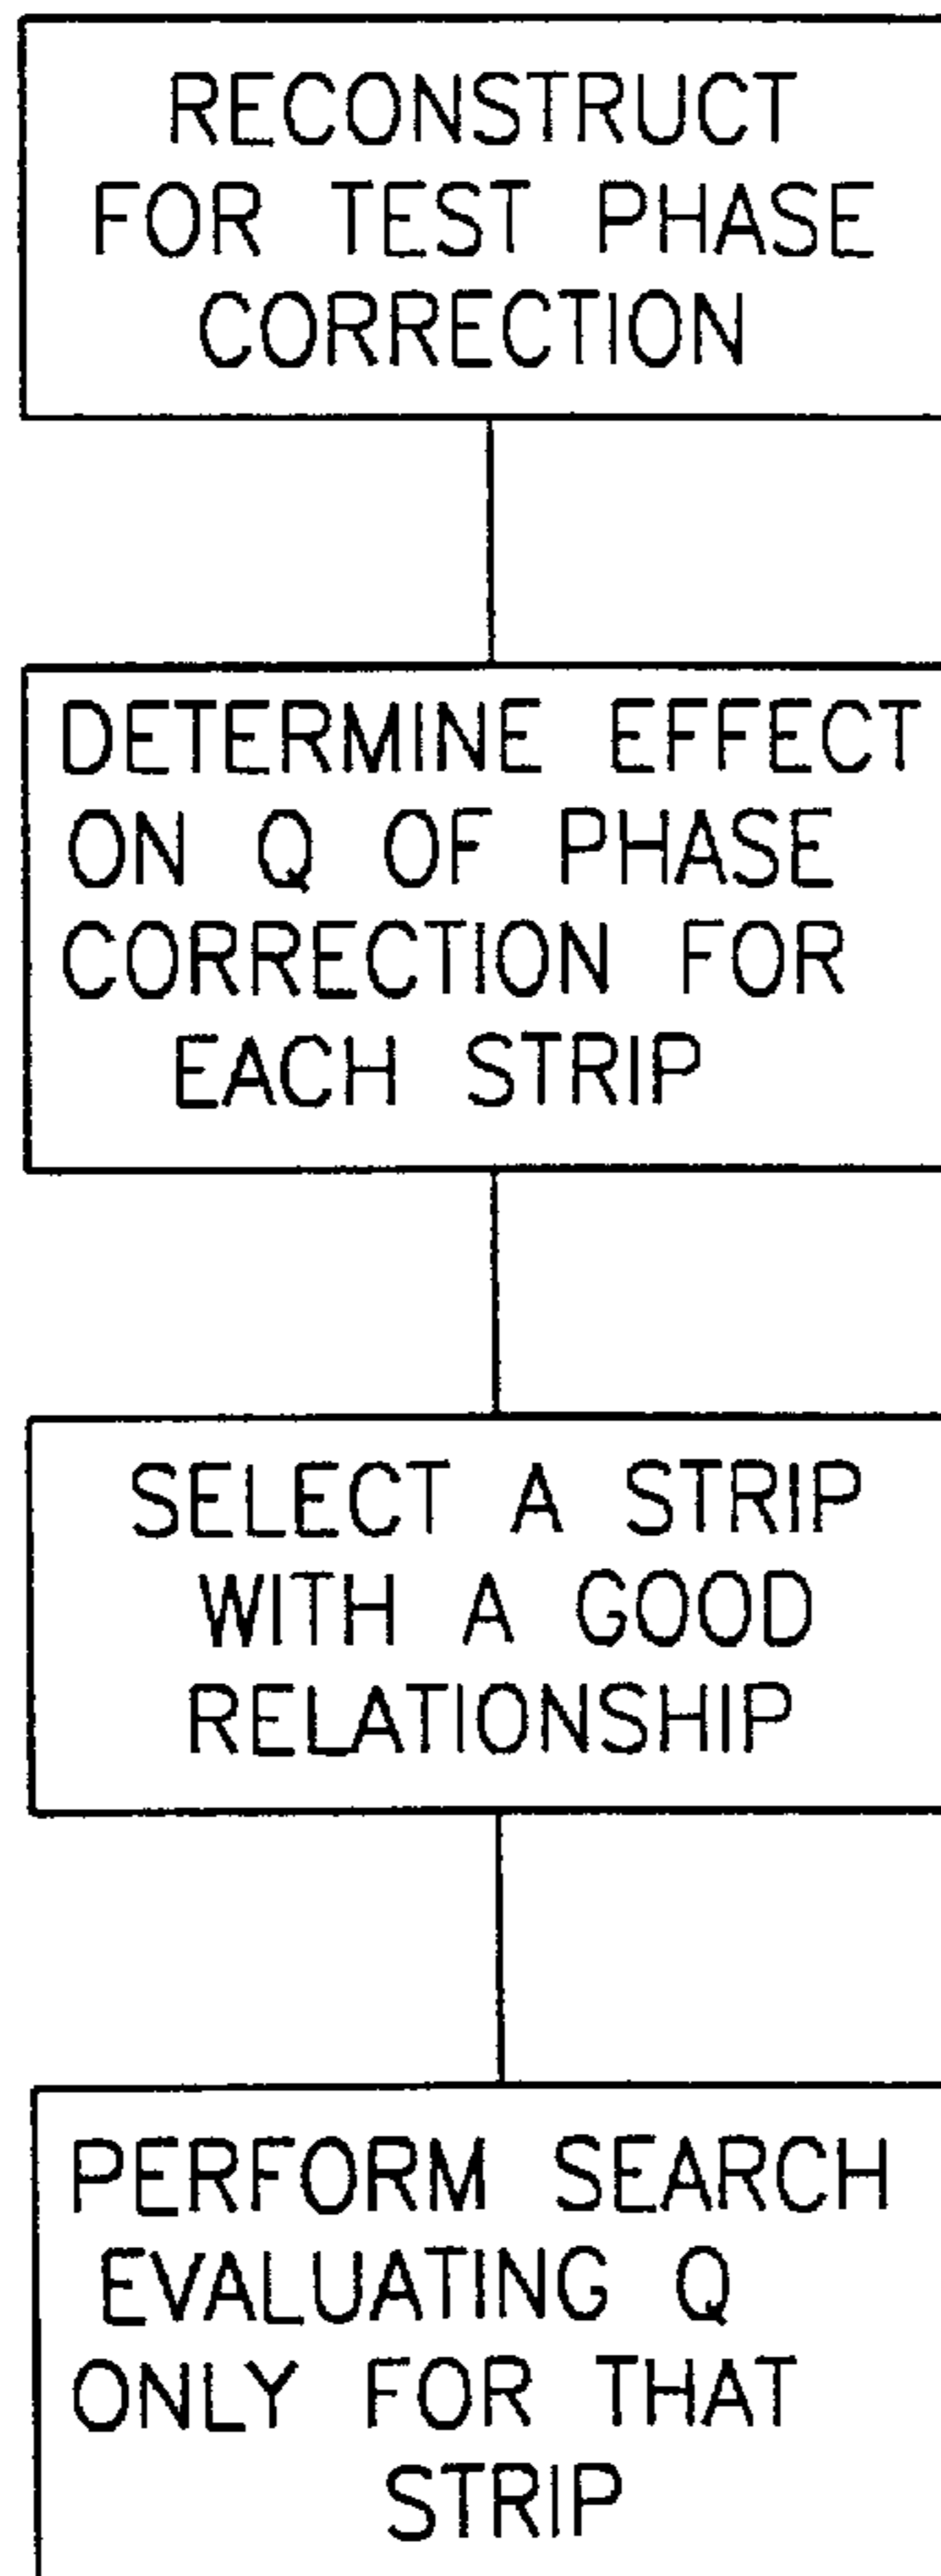 RECONSTRUCT
FOR TEST PHASE
CORRECTION
DETERMINE EFFECT
ON Q OF PHASE
CORRECTION FOR
EACH STRIP
SELECT A STRIP
WITH A GOOD
RELATIONSHIP
PERFORM SEARCH
EVALUATING Q
ONLY FOR THAT
STRIP